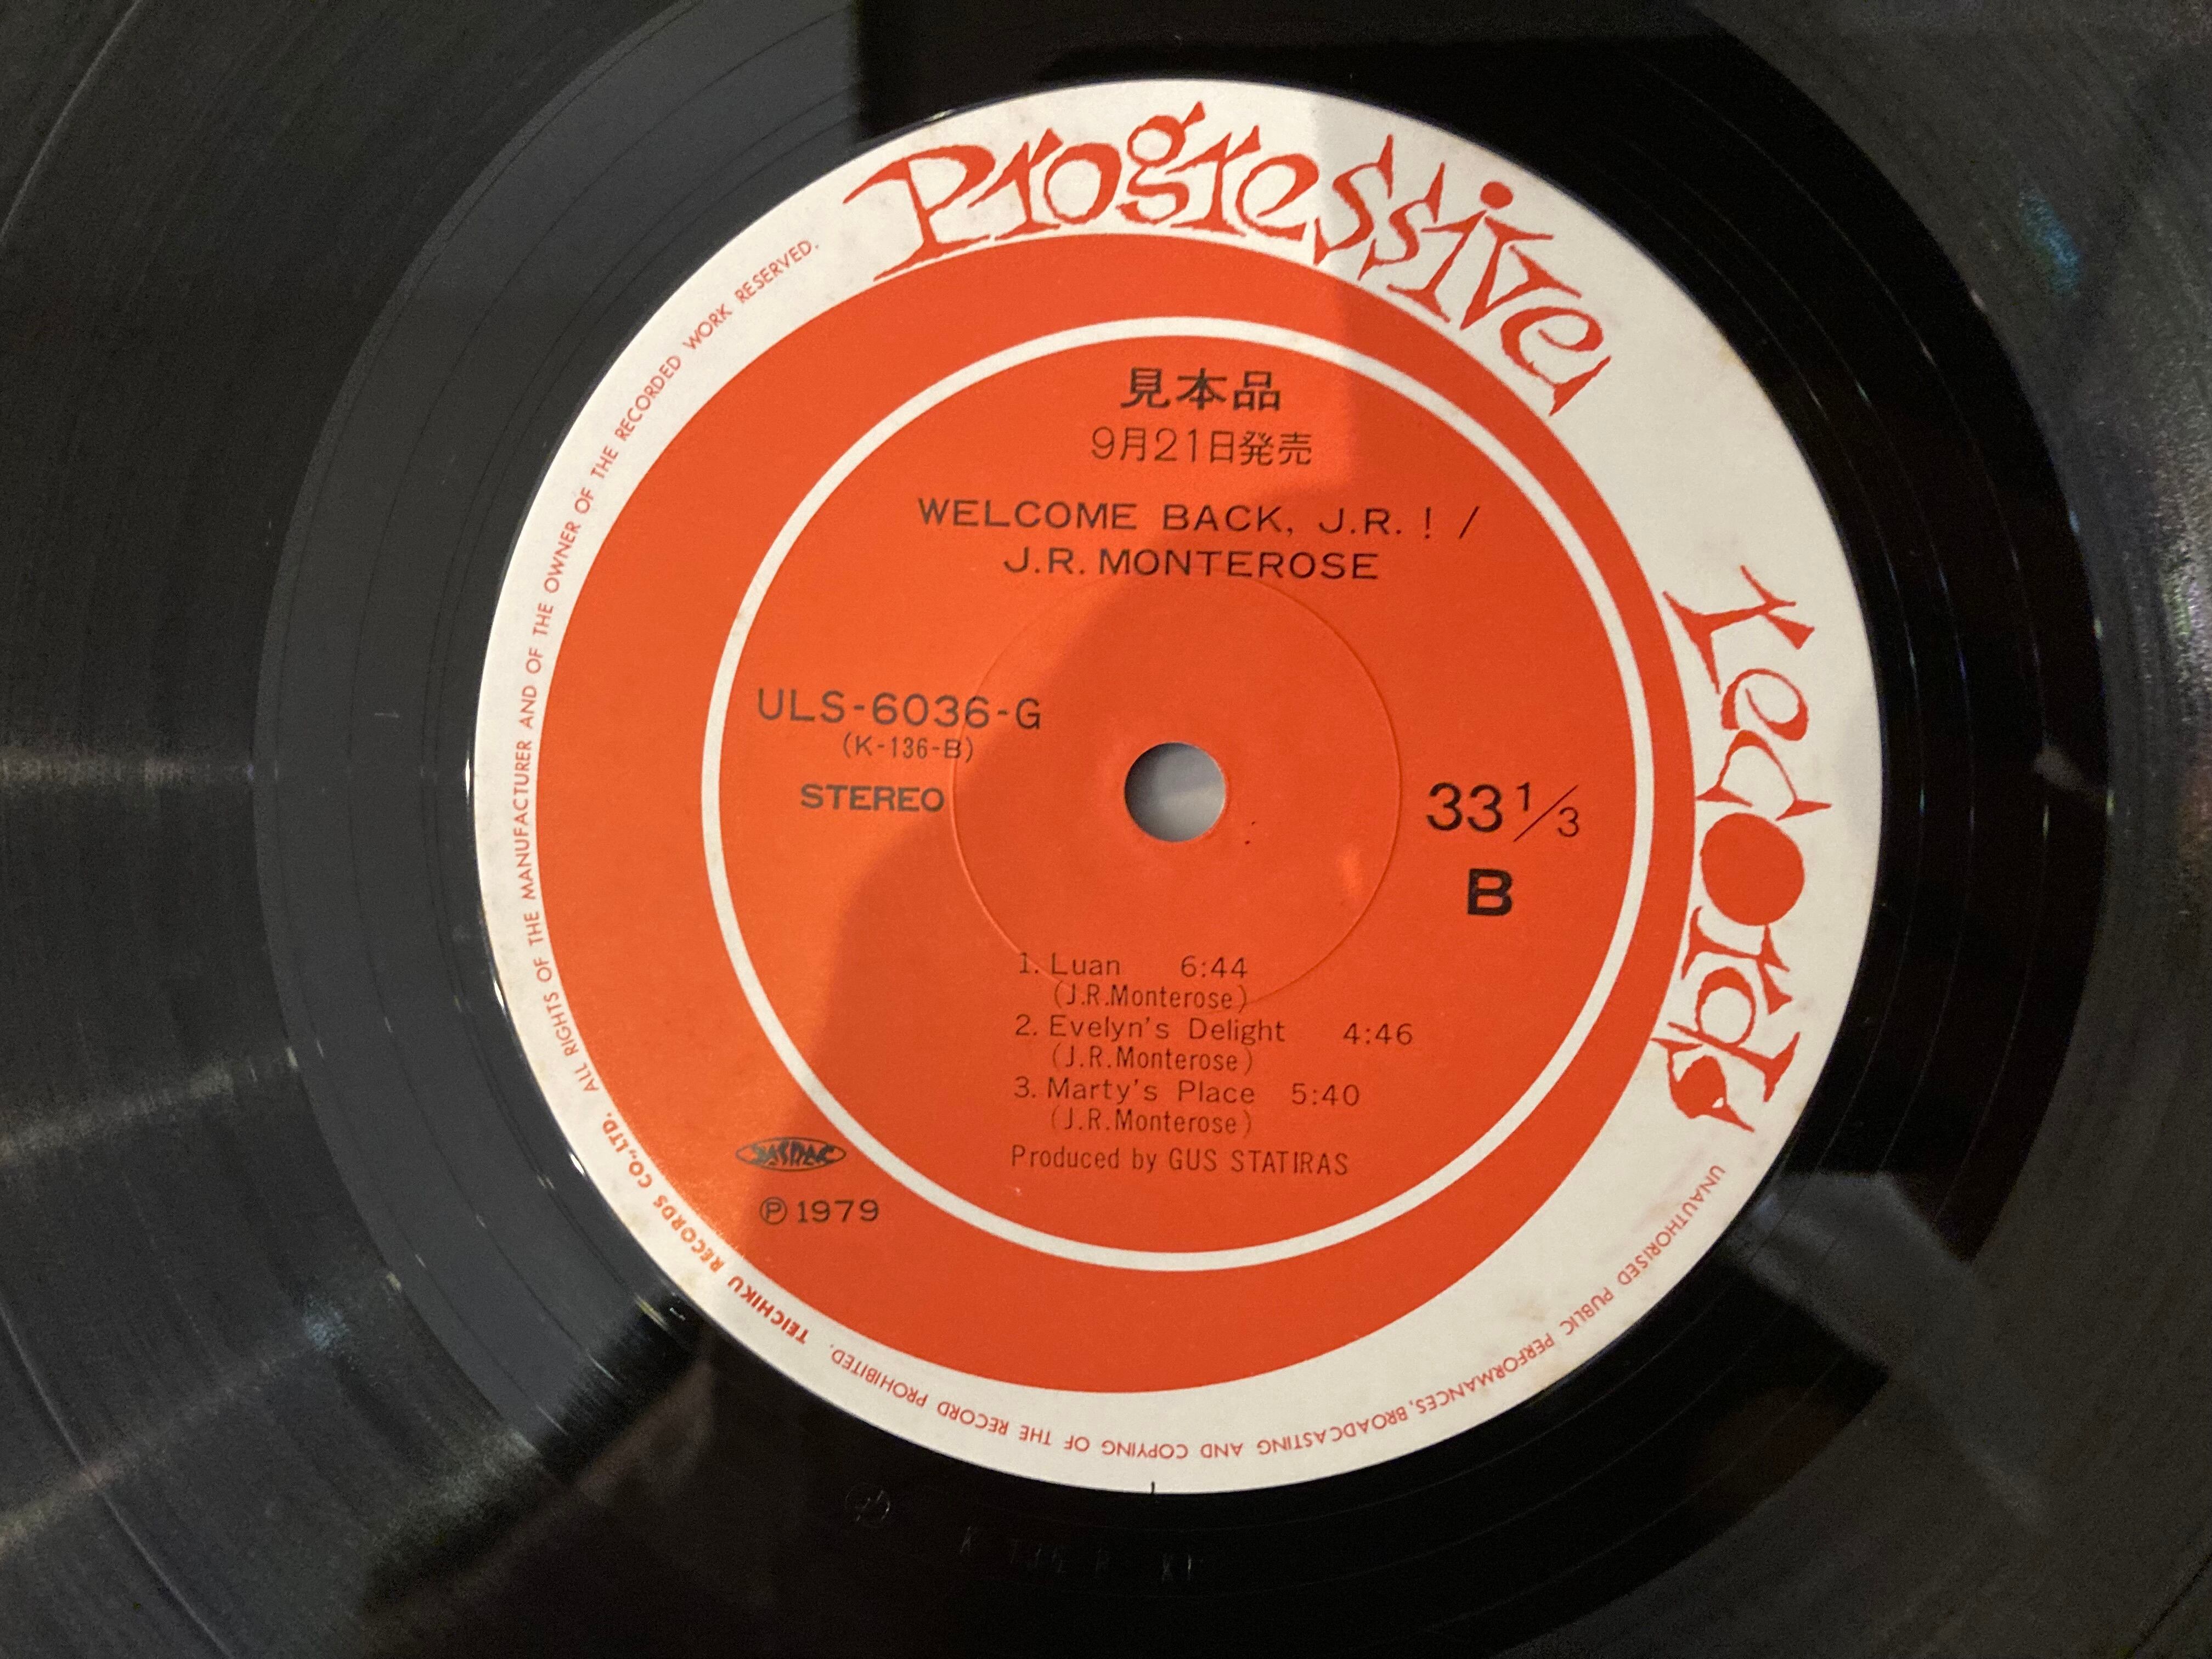 Progressive
records
見本品
9月21日発売
WELCOME BACK, J.R. ! /
J.R. MONTEROSE
ULS-6036-G
(K-136-B)
STEREO
33 1/3
B
1. Luan 6:44
(J.R.Monterose)
2. Evelyn's Delight 4:46
(J.R.Monterose)
3. Marty's Place 5:40
(J.R.Monterose)
Produced by GUS STATIRAS
JASRAC
Ⓟ 1979
TEICHIKU RECORDS CO.,LTD. ALL RIGHTS OF THE MANUFACTURER AND OF THE OWNER OF THE RECORDED WORK RESERVED.
UNAUTHORISED PUBLIC PERFORMANCES, BROADCASTING AND COPYING OF THE RECORD PROHIBITED.